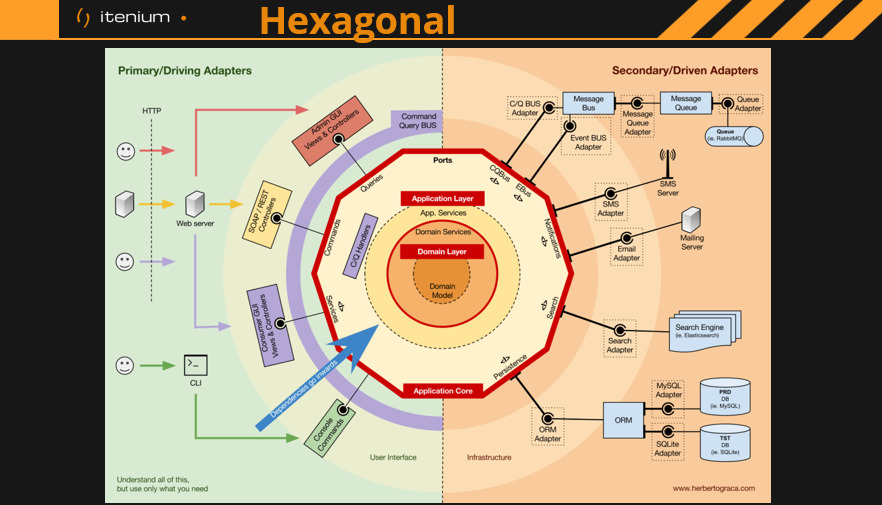 itenium
Hexagonal
Primary/Driving Adapters
Secondary/Driven Adapters
HTTP
Web server
>_
CLI
Admin GUI
Views & Controllers
SOAP / REST
Controllers
Consumer GUI
Views & Controllers
Console
Commands
Command
Query BUS
Queries
Commands
Services
</>
C/Q Handlers
Dependencies go inwards
Ports
Application Layer
App. Services
Domain Services
Domain Layer
Domain
Model
Application Core
CQBus
</>
EBus
</>
Notifications
</>
Search
</>
Persistence
</>
C/Q BUS
Adapter
Message
Bus
Event BUS
Adapter
Message
Queue
Adapter
Message
Queue
Queue
Adapter
Queue
(ie. RabbitMQ)
SMS
Adapter
SMS
Server
Email
Adapter
Mailing
Server
Search
Adapter
Search Engine
(ie. Elasticsearch)
ORM
Adapter
ORM
MySQL
Adapter
SQLite
Adapter
PRD
DB
(ie. MySQL)
TST
DB
(ie. SQLite)
User Interface
Infrastructure
Understand all of this,
but use only what you need
www.herbertograca.com